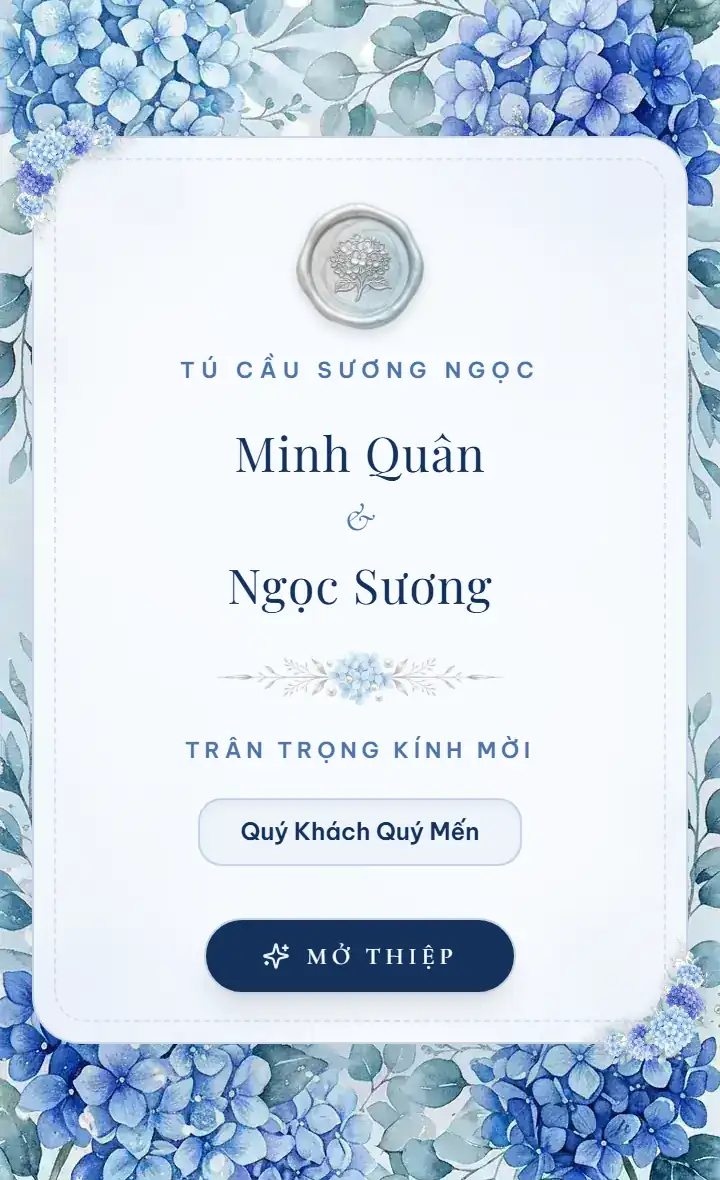 TÚ CẦU SƯƠNG NGỌC
Minh Quân
&
Ngọc Sương
TRÂN TRỌNG KÍNH MỜI
Quý Khách Quý Mến
MỞ THIỆP